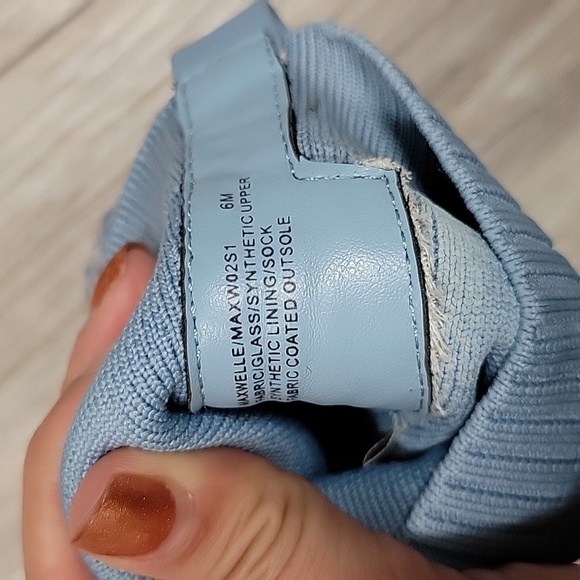 MAXWELLE/MAXW02S1 6M
FABRIC/GLASS/SYNTHETIC UPPER
SYNTHETIC LINING/SOCK
FABRIC COATED OUTSOLE